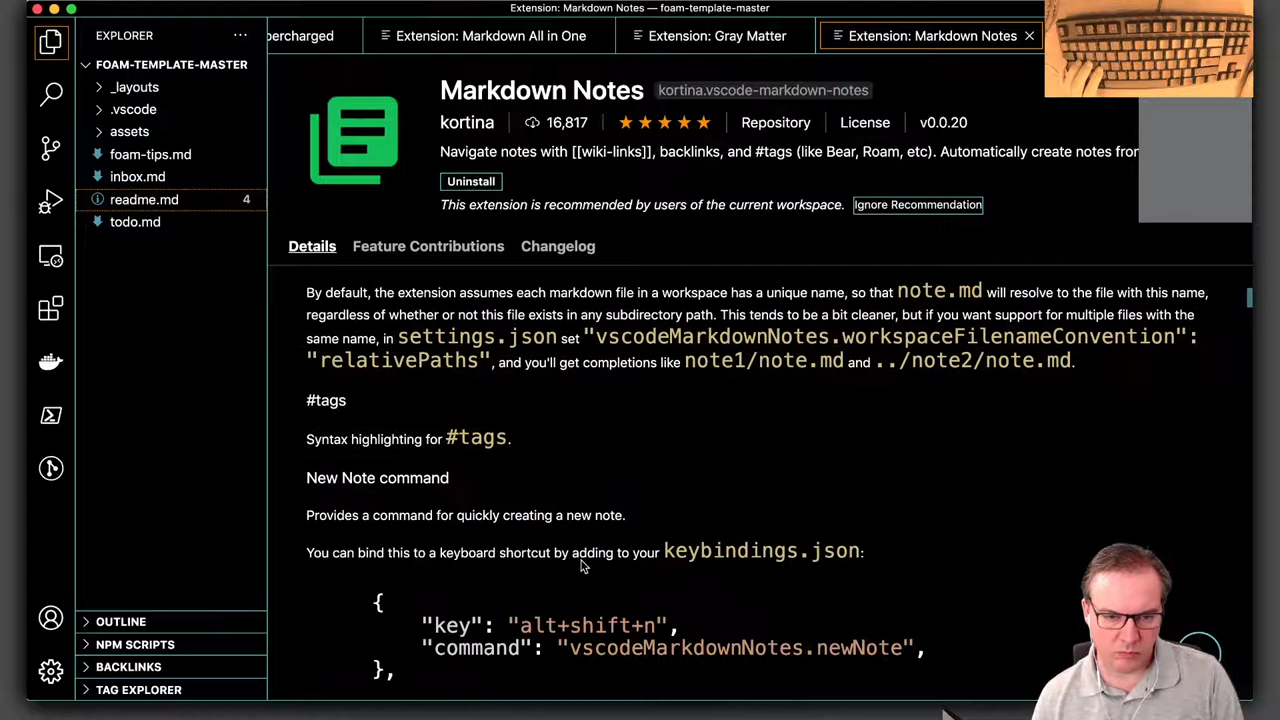 Extension: Markdown Notes — foam-template-master
EXPLORER
percharged
Extension: Markdown All in One
Extension: Gray Matter
Extension: Markdown Notes
FOAM-TEMPLATE-MASTER
_layouts
.vscode
assets
foam-tips.md
inbox.md
readme.md 4
todo.md
OUTLINE
NPM SCRIPTS
BACKLINKS
TAG EXPLORER
Markdown Notes kortina.vscode-markdown-notes
kortina 16,817 Repository License v0.0.20
Navigate notes with [[wiki-links]], backlinks, and #tags (like Bear, Roam, etc). Automatically create notes from
Uninstall
This extension is recommended by users of the current workspace. Ignore Recommendation
Details Feature Contributions Changelog
By default, the extension assumes each markdown file in a workspace has a unique name, so that note.md will resolve to the file with this name,
regardless of whether or not this file exists in any subdirectory path. This tends to be a bit cleaner, but if you want support for multiple files with the
same name, in settings.json set "vscodeMarkdownNotes.workspaceFilenameConvention":
"relativePaths", and you'll get completions like note1/note.md and ../note2/note.md.
#tags
Syntax highlighting for #tags.
New Note command
Provides a command for quickly creating a new note.
You can bind this to a keyboard shortcut by adding to your keybindings.json:
{
"key": "alt+shift+n",
"command": "vscodeMarkdownNotes.newNote",
},